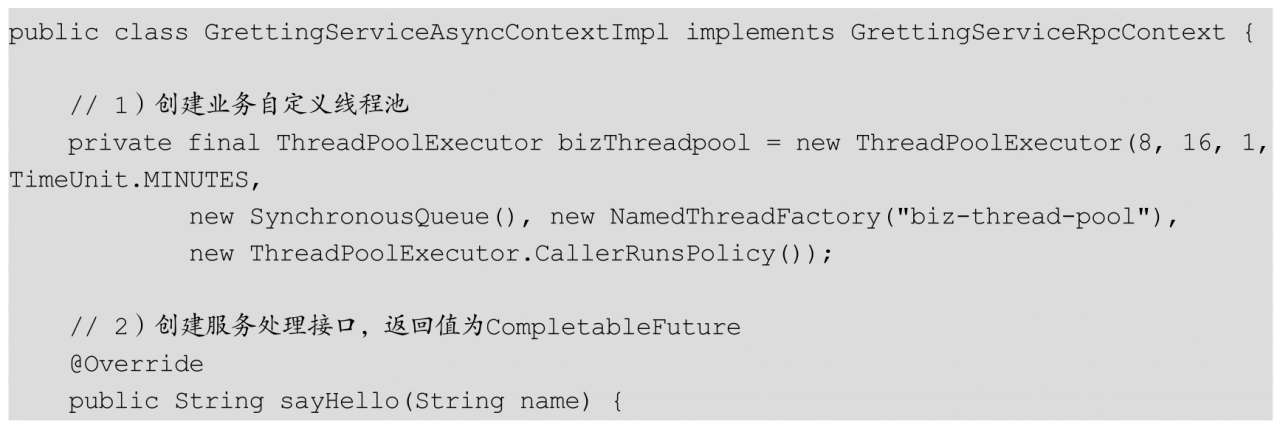 public class GrettingServiceAsyncContextImpl implements GrettingServiceRpcContext {
// 1）创建业务自定义线程池
private final ThreadPoolExecutor bizThreadpool = new ThreadPoolExecutor(8, 16, 1,
TimeUnit.MINUTES,
new SynchronousQueue(), new NamedThreadFactory("biz-thread-pool"),
new ThreadPoolExecutor.CallerRunsPolicy());
// 2）创建服务处理接口，返回值为CompletableFuture
@Override
public String sayHello(String name) {